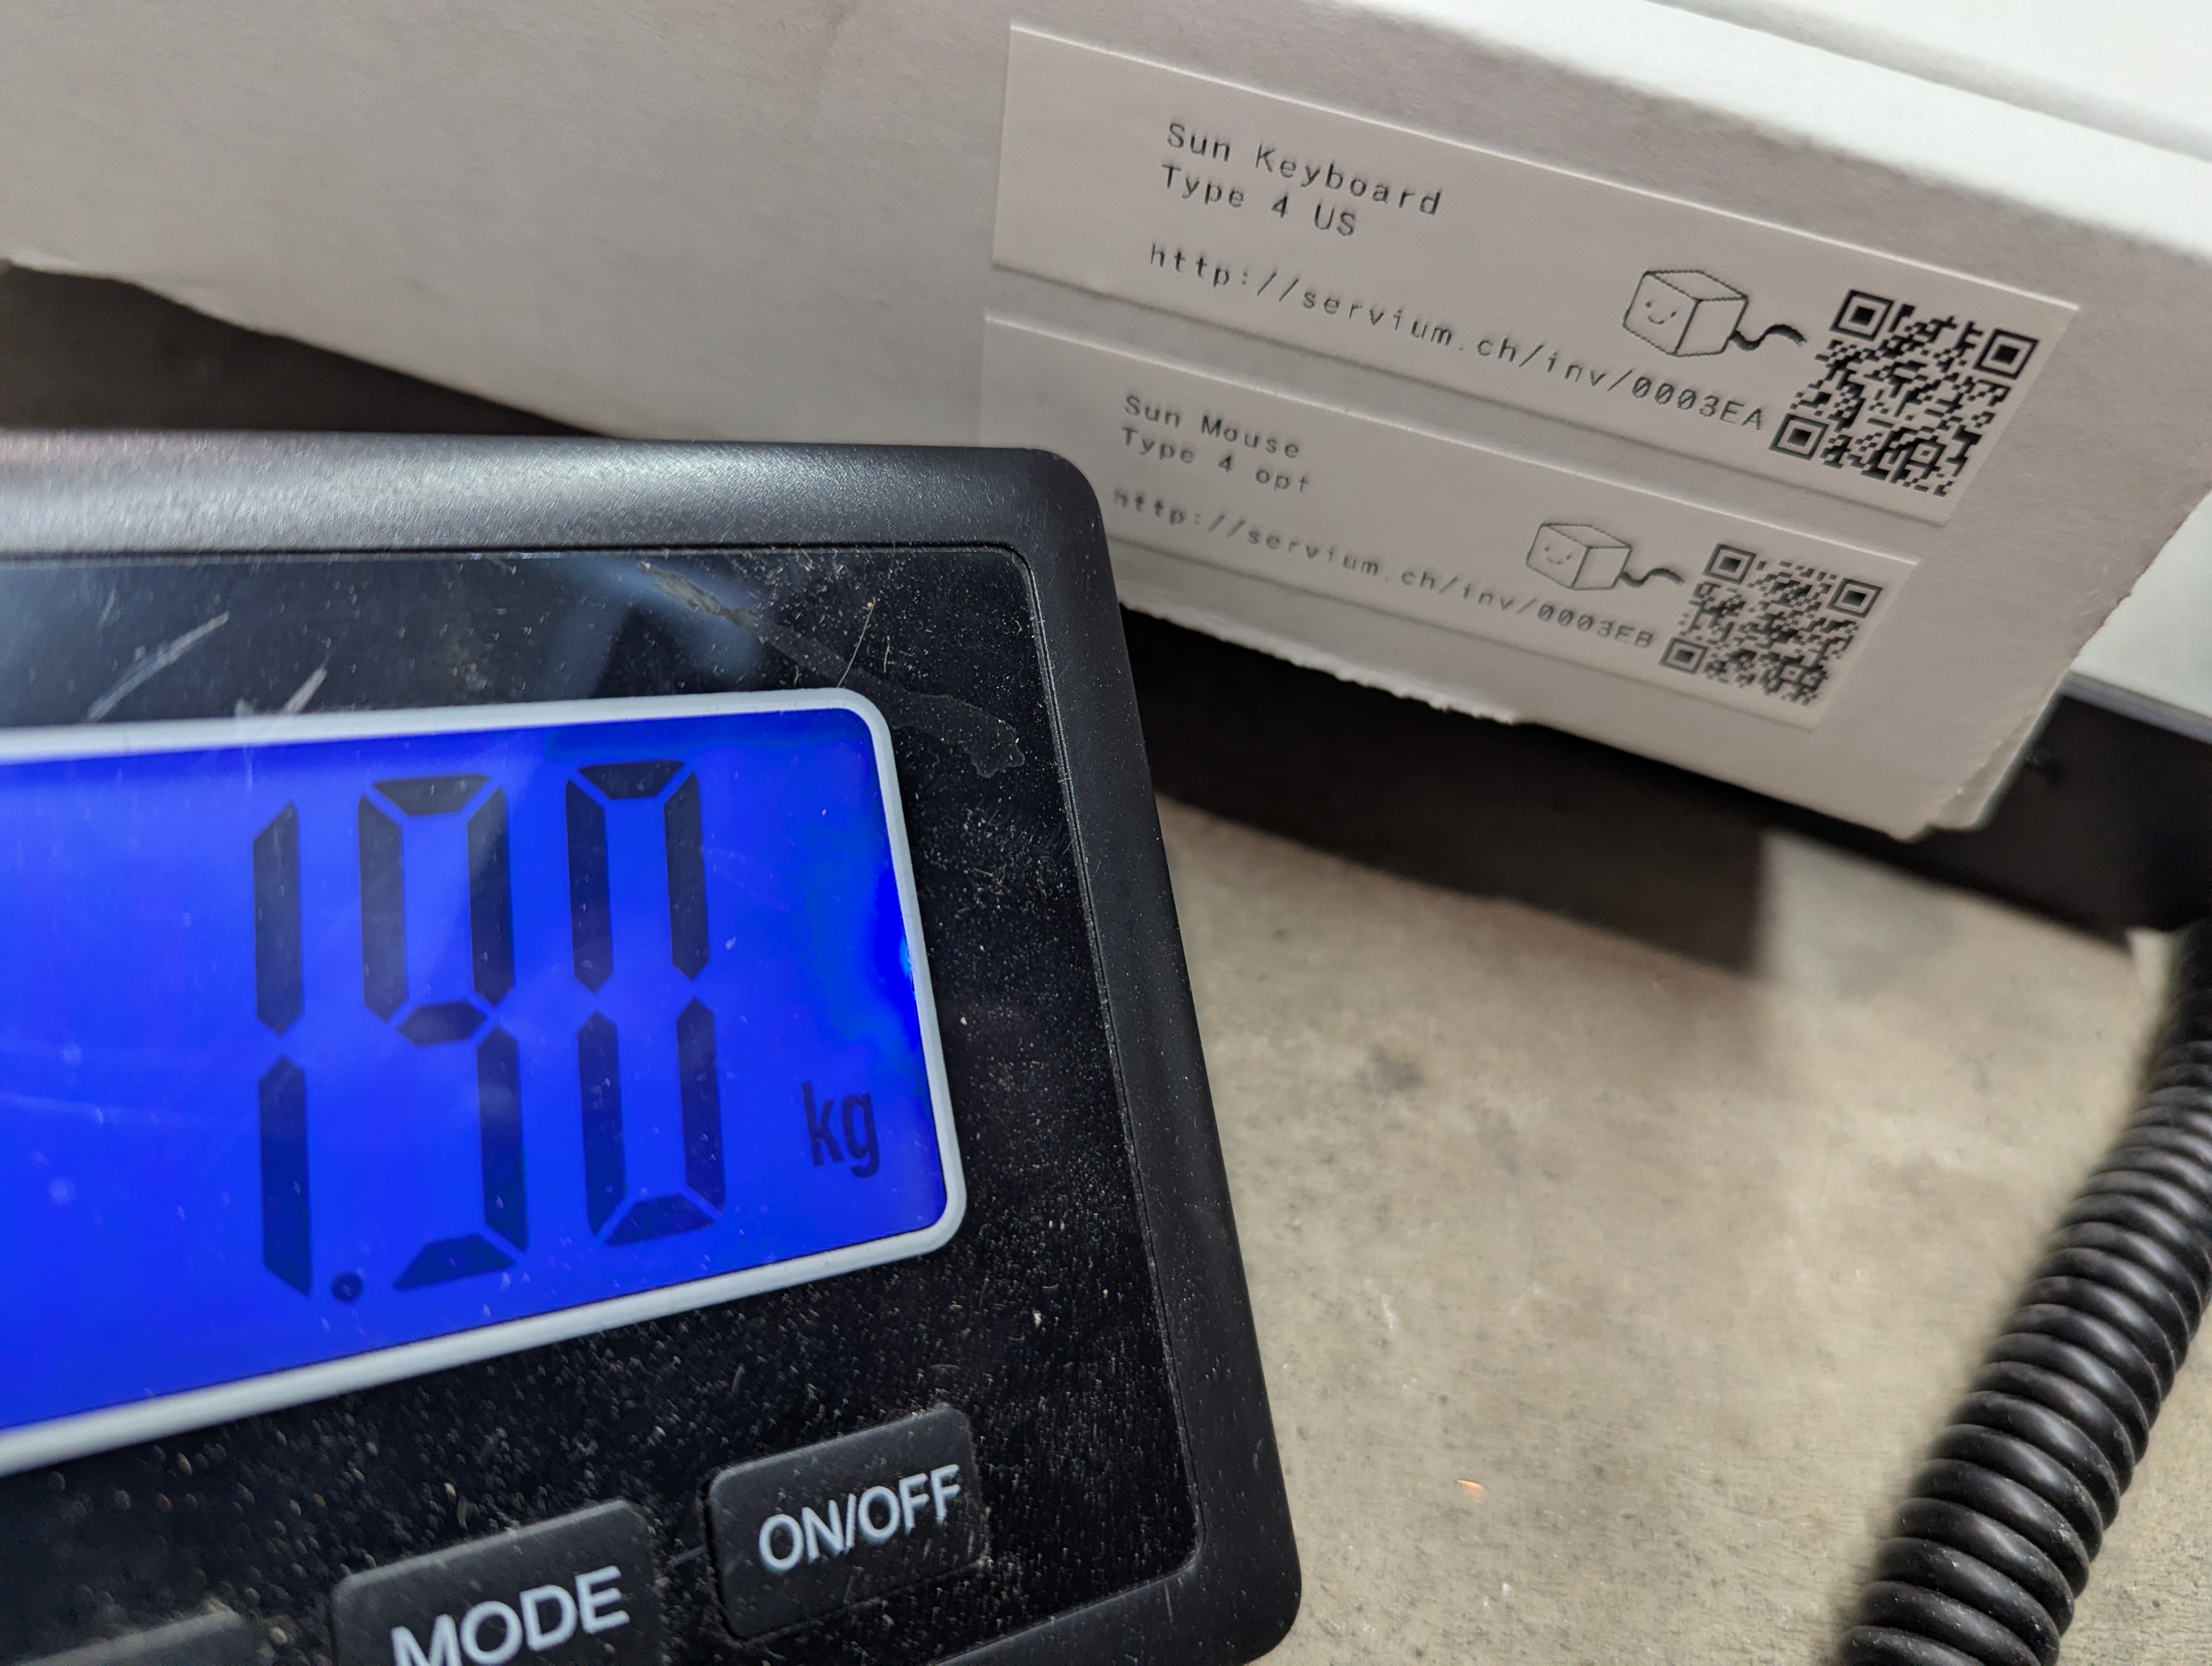 Sun Keyboard
Type 4 US
http://servium.ch/inv/0003EA
Sun Mouse
Type 4 opt
http://servium.ch/inv/0003EB
1.90 kg
MODE
ON/OFF